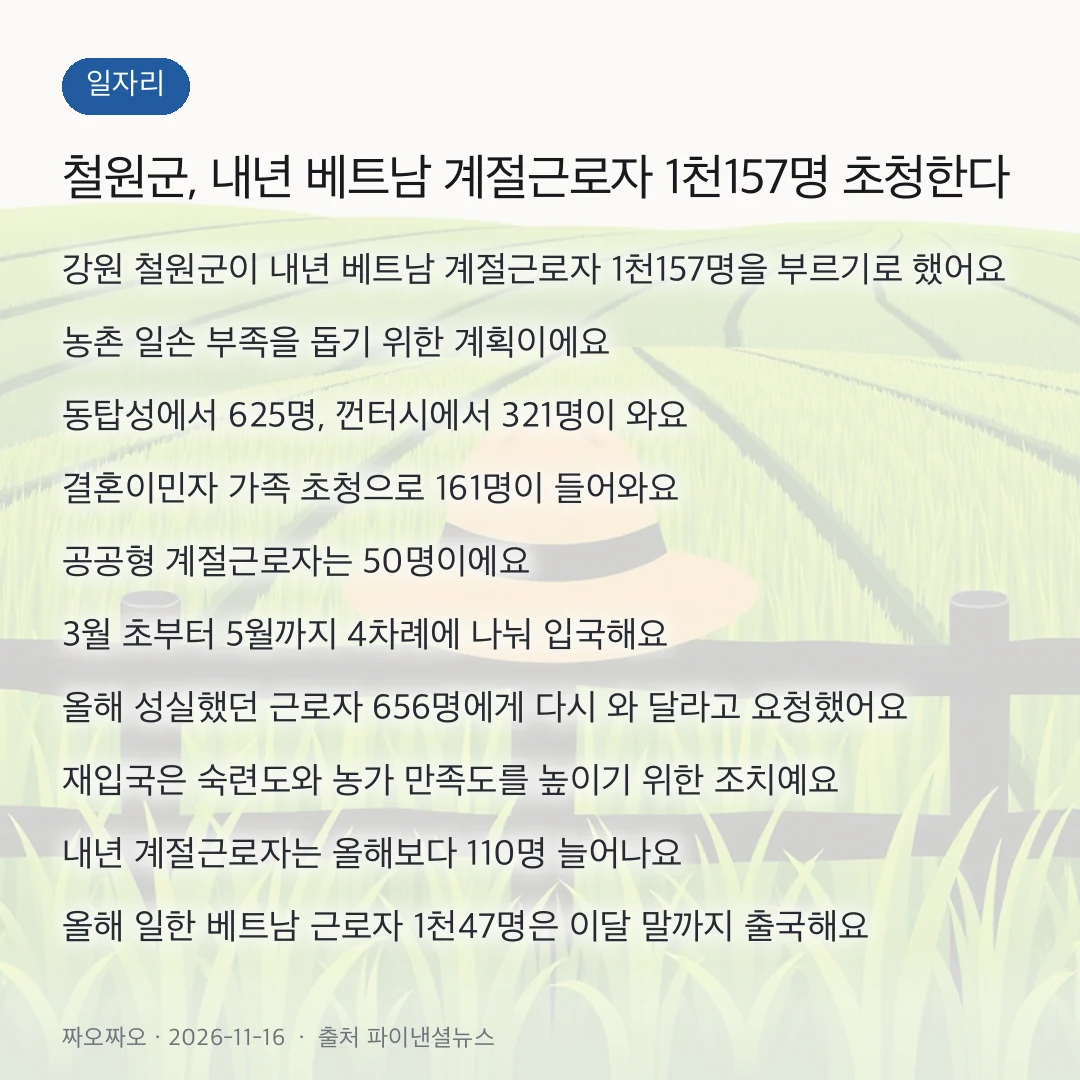 일자리
철원군, 내년 베트남 계절근로자 1천157명 초청한다
강원 철원군이 내년 베트남 계절근로자 1천157명을 부르기로 했어요
농촌 일손 부족을 돕기 위한 계획이에요
동탑성에서 625명, 껀터시에서 321명이 와요
결혼이민자 가족 초청으로 161명이 들어와요
공공형 계절근로자는 50명이에요
3월 초부터 5월까지 4차례에 나눠 입국해요
올해 성실했던 근로자 656명에게 다시 와 달라고 요청했어요
재입국은 숙련도와 농가 만족도를 높이기 위한 조치예요
내년 계절근로자는 올해보다 110명 늘어나요
올해 일한 베트남 근로자 1천47명은 이달 말까지 출국해요
짜오짜오 · 2026-11-16 · 출처 파이낸셜뉴스